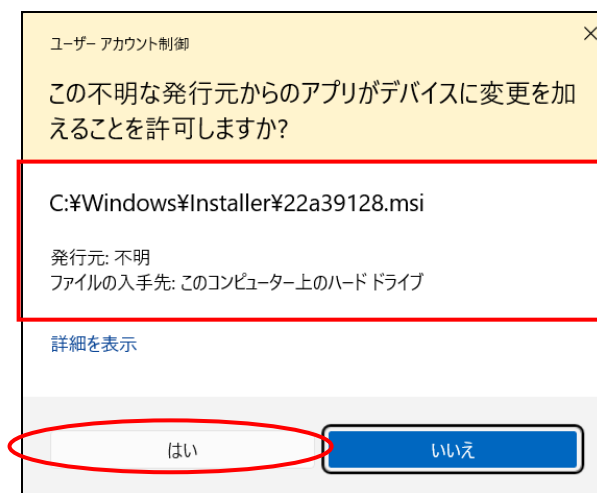 ユーザー アカウント制御
この不明な発行元からのアプリがデバイスに変更を加
えることを許可しますか?
C:¥Windows¥Installer¥22a39128.msi
発行元: 不明
ファイルの入手先: このコンピューター上のハード ドライブ
詳細を表示
はい
いいえ